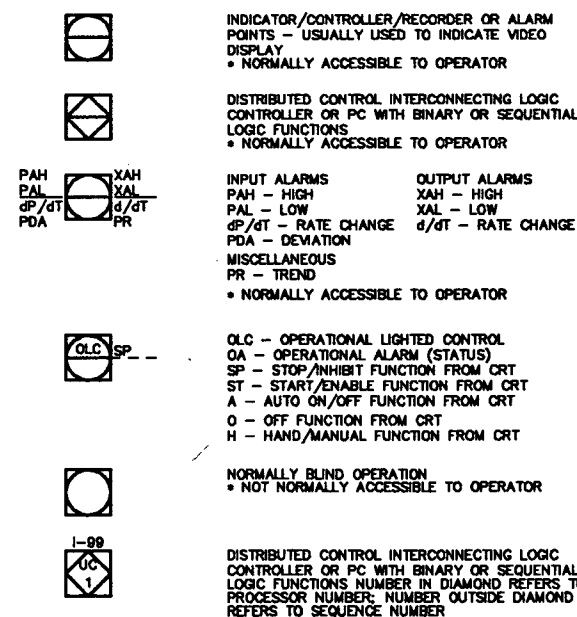 INDICATOR/CONTROLLER/RECORDER OR ALARM
POINTS – USUALLY USED TO INDICATE VIDEO
DISPLAY
* NORMALLY ACCESSIBLE TO OPERATOR
DISTRIBUTED CONTROL INTERCONNECTING LOGIC
CONTROLLER OR PC WITH BINARY OR SEQUENTIAL
LOGIC FUNCTIONS
* NORMALLY ACCESSIBLE TO OPERATOR
PAH XAH
PAL XAL
dP/dT d/dT
PDA PR
INPUT ALARMS OUTPUT ALARMS
PAH – HIGH XAH – HIGH
PAL – LOW XAL – LOW
dP/dT – RATE CHANGE d/dT – RATE CHANGE
PDA – DEVIATION
MISCELLANEOUS
PR – TREND
* NORMALLY ACCESSIBLE TO OPERATOR
OLC SP
OLC – OPERATIONAL LIGHTED CONTROL
OA – OPERATIONAL ALARM (STATUS)
SP – STOP/INHIBIT FUNCTION FROM CRT
ST – START/ENABLE FUNCTION FROM CRT
A – AUTO ON/OFF FUNCTION FROM CRT
O – OFF FUNCTION FROM CRT
H – HAND/MANUAL FUNCTION FROM CRT
NORMALLY BLIND OPERATION
* NOT NORMALLY ACCESSIBLE TO OPERATOR
I–99
UC
1
DISTRIBUTED CONTROL INTERCONNECTING LOGIC
CONTROLLER OR PC WITH BINARY OR SEQUENTIAL
LOGIC FUNCTIONS NUMBER IN DIAMOND REFERS T
PROCESSOR NUMBER; NUMBER OUTSIDE DIAMOND
REFERS TO SEQUENCE NUMBER